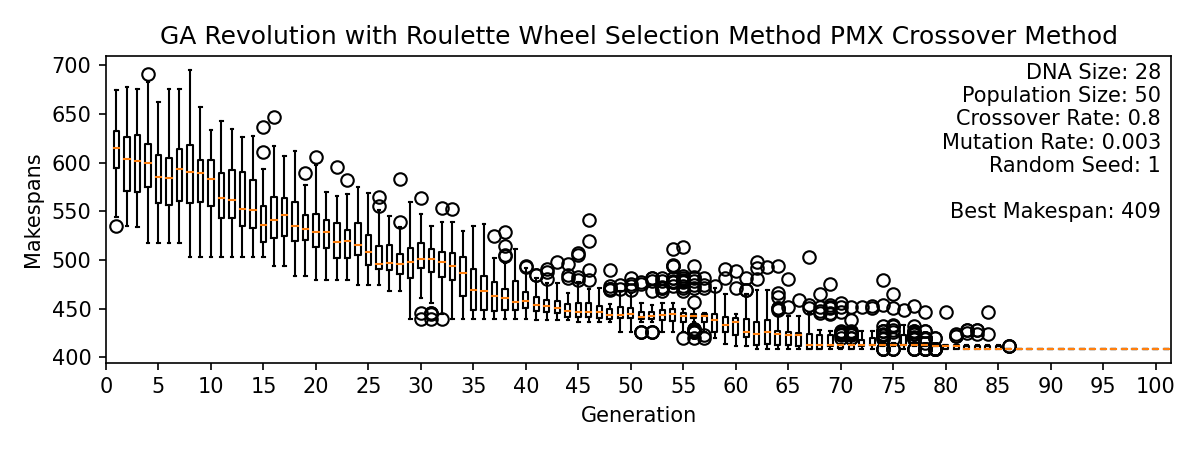 GA Revolution with Roulette Wheel Selection Method PMX Crossover Method
DNA Size: 28
Population Size: 50
Crossover Rate: 0.8
Mutation Rate: 0.003
Random Seed: 1
Best Makespan: 409
Makespans
700
650
600
550
500
450
400
0 5 10 15 20 25 30 35 40 45 50 55 60 65 70 75 80 85 90 95 100
Generation